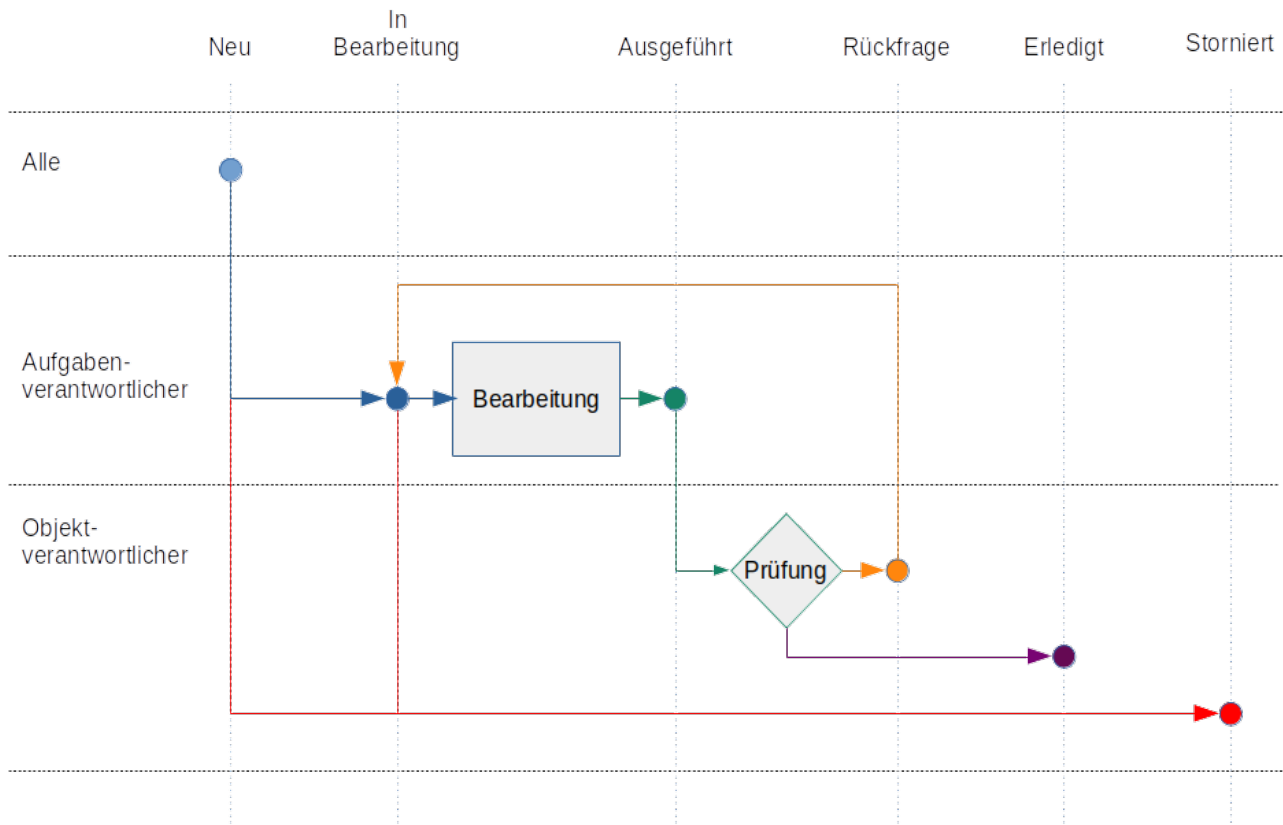 Neu
In
Bearbeitung
Ausgeführt
Rückfrage
Erledigt
Storniert
Alle
Aufgaben-
verantwortlicher
Bearbeitung
Objekt-
verantwortlicher
Prüfung